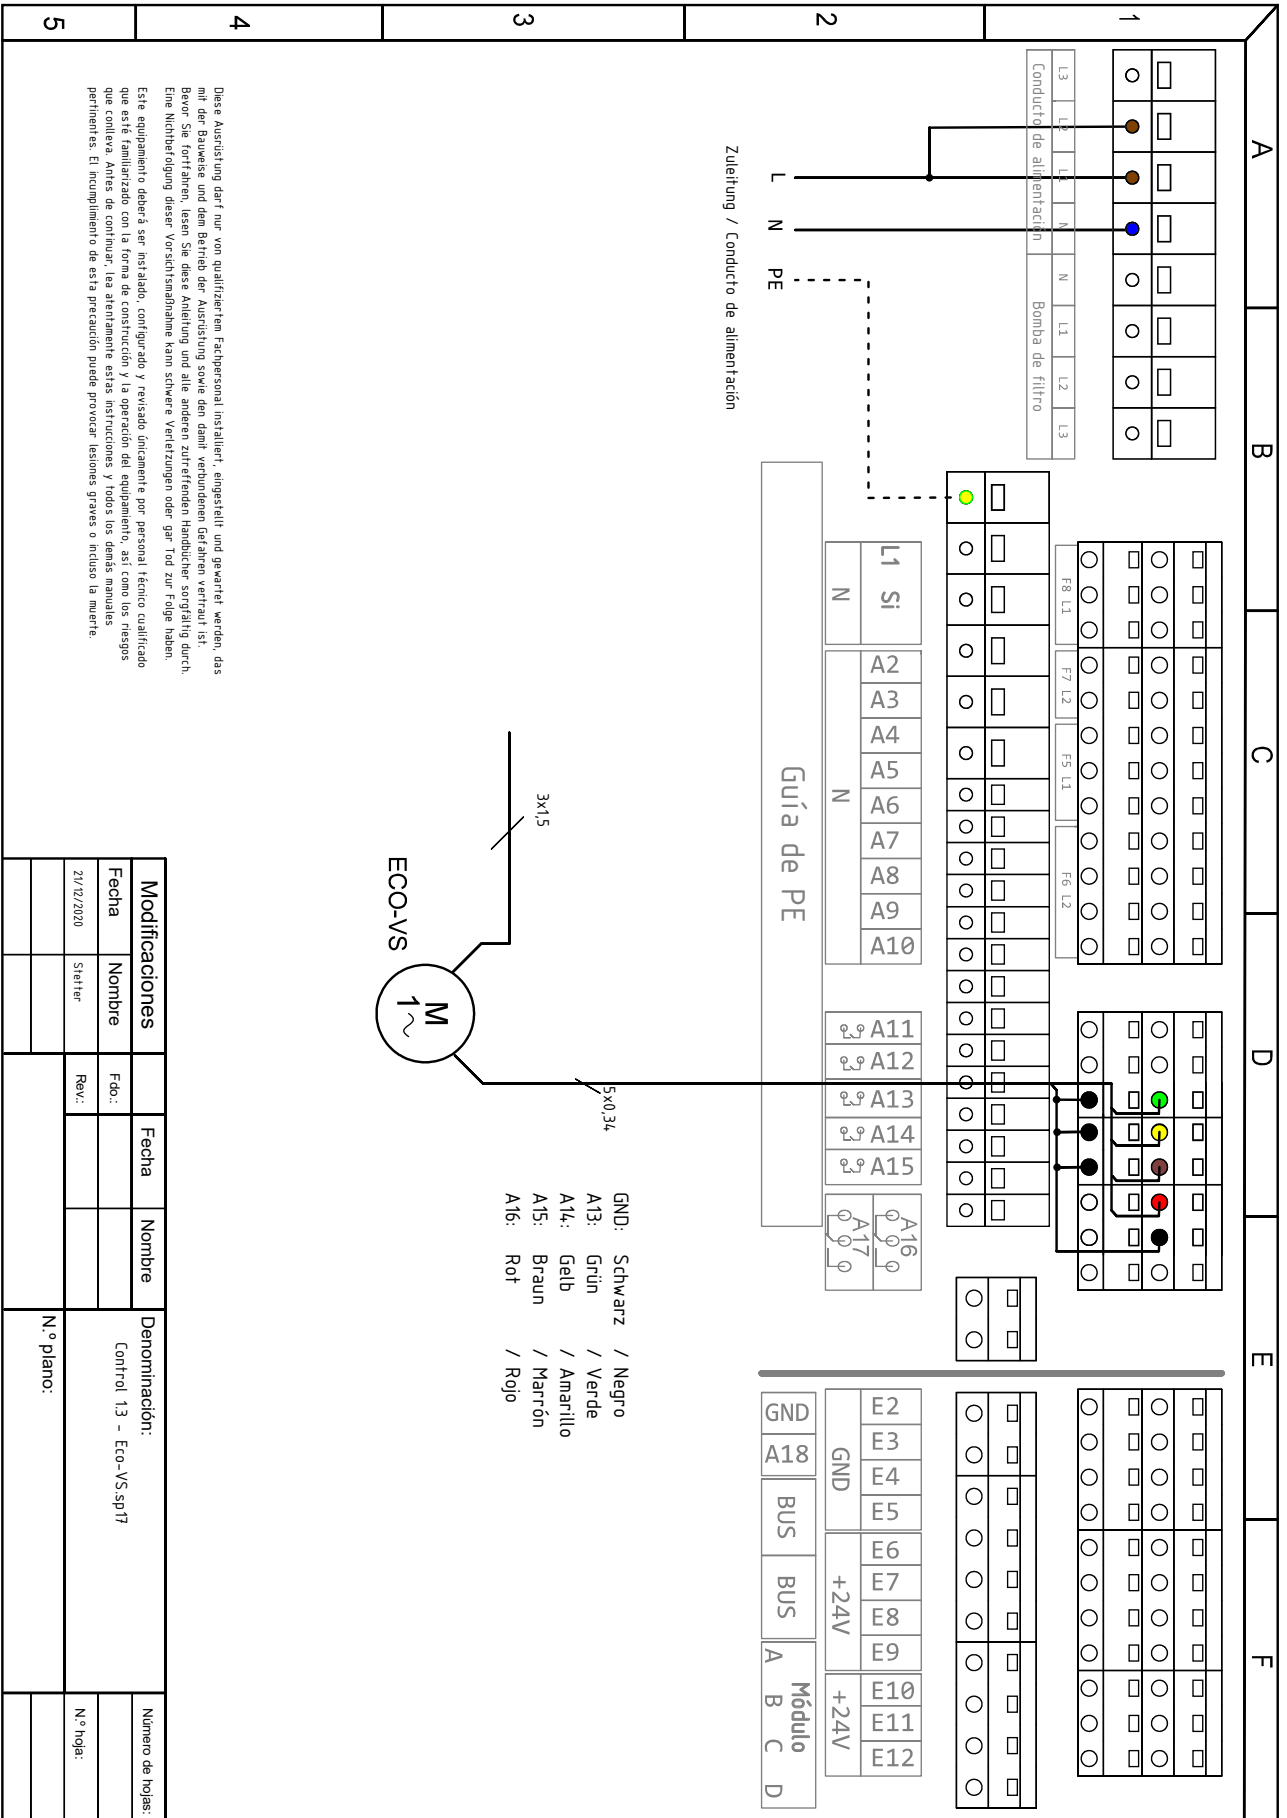 1
2
3
4
5
A
B
C
D
E
F
L3
L2
L1
N
N
L1
L2
L3
Conducto de alimentación
Bomba de filtro
L
N
PE
Zuleitung / Conducto de alimentación
F8 L1
F7 L2
F5 L1
F6 L2
L1 Si
N
A2
A3
A4
A5
A6
A7
A8
A9
A10
N
Guía de PE
A11
A12
A13
A14
A15
A16
A17
E2
E3
E4
E5
E6
E7
E8
E9
E10
E11
E12
GND
+24V
+24V
GND
A18
BUS
BUS
Módulo
A B C D
3x1,5
5x0,34
ECO-VS
M
1~
GND: Schwarz / Negro
A13: Grün / Verde
A14: Gelb / Amarillo
A15: Braun / Marrón
A16: Rot / Rojo
Diese Ausrüstung darf nur von qualifiziertem Fachpersonal installiert, eingestellt und gewartet werden, das
mit der Bauweise und dem Betrieb der Ausrüstung sowie den damit verbundenen Gefahren vertraut ist.
Bevor Sie fortfahren, lesen Sie diese Anleitung und alle anderen zutreffenden Handbücher sorgfältig durch.
Eine Nichtbefolgung dieser Vorsichtsmaßnahme kann schwere Verletzungen oder gar Tod zur Folge haben.
Este equipamiento deberá ser instalado, configurado y revisado únicamente por personal técnico cualificado
que esté familiarizado con la forma de construcción y la operación del equipamiento, así como los riesgos
que conlleva. Antes de continuar, lea atentamente estas instrucciones y todos los demás manuales
pertinentes. El incumplimiento de esta precaución puede provocar lesiones graves o incluso la muerte.
Modificaciones
Fecha
Nombre
21/12/2020
Stetter
Fdo.:
Rev.:
Fecha
Nombre
Denominación:
Control 1.3 - Eco-VS.sp17
N.º plano:
Número de hojas:
N.º hoja: